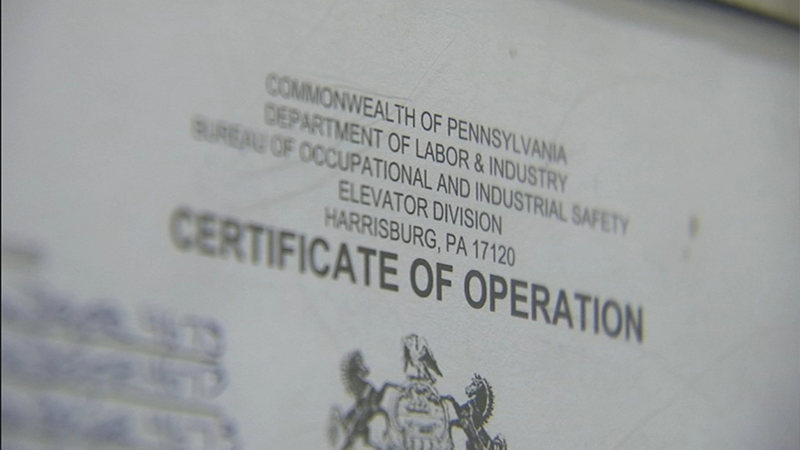 COMMONWEALTH OF PENNSYLVANIA
DEPARTMENT OF LABOR & INDUSTRY
BUREAU OF OCCUPATIONAL AND INDUSTRIAL SAFETY
ELEVATOR DIVISION
HARRISBURG, PA 17120
CERTIFICATE OF OPERATION